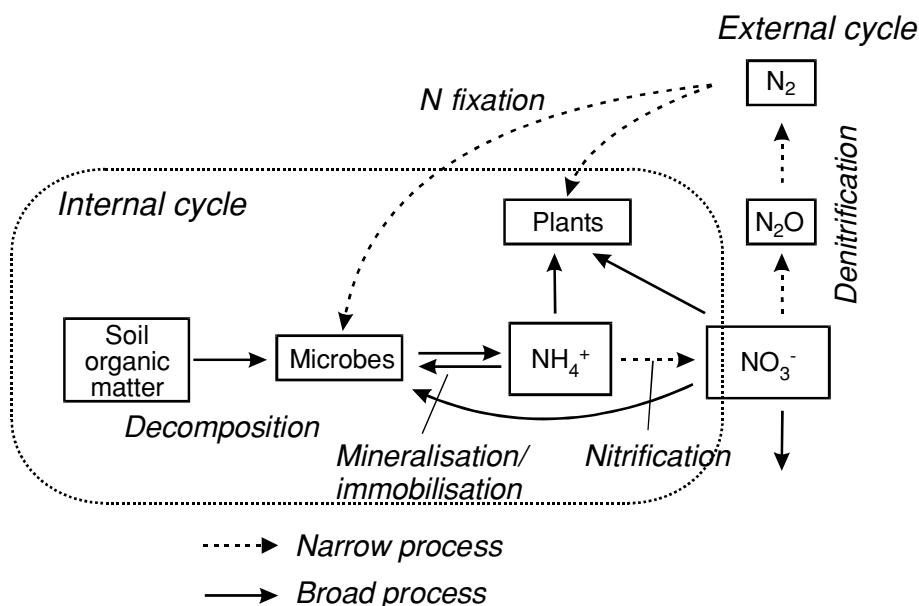 External cycle
N₂
N fixation
Denitrification
Internal cycle
Plants
N₂O
Soil
organic
matter
Microbes
NH₄⁺
NO₃⁻
Decomposition
Mineralisation/
immobilisation
Nitrification
Narrow process
Broad process